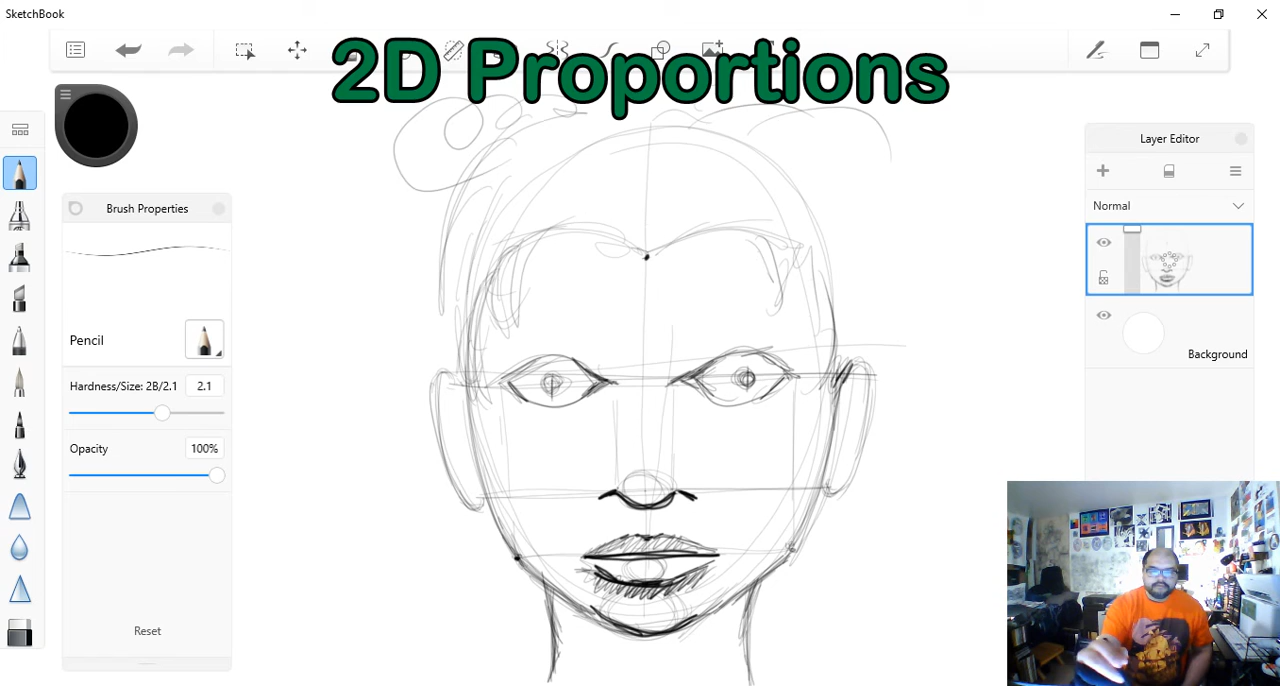 SketchBook
2D Proportions
Brush Properties
Pencil
Hardness/Size: 2B/2.1
2.1
Opacity
100%
Reset
Layer Editor
Normal
Background